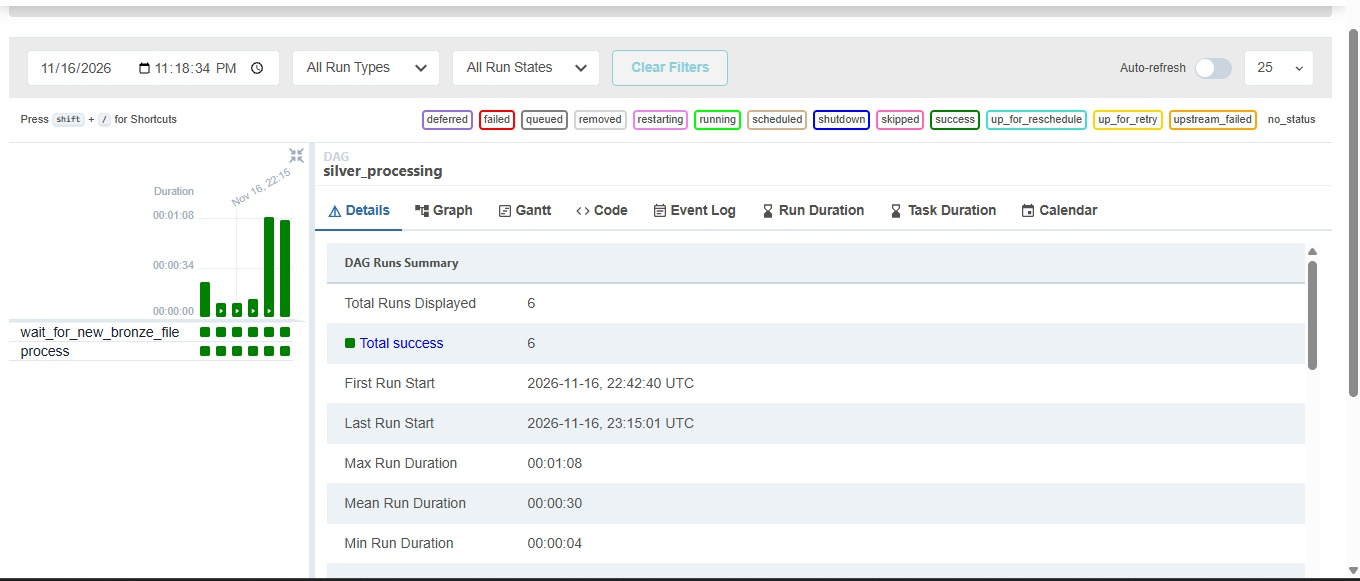 11/16/2026 11:18:34 PM All Run Types All Run States Clear Filters Auto-refresh 25
Press shift + / for Shortcuts deferred failed queued removed restarting running scheduled shutdown skipped success up_for_reschedule up_for_retry upstream_failed no_status
DAG
silver_processing
Nov 16, 22:15
Duration
00:01:08
00:00:34
00:00:00
wait_for_new_bronze_file
process
Details Graph Gantt Code Event Log Run Duration Task Duration Calendar
DAG Runs Summary
Total Runs Displayed 6
Total success 6
First Run Start 2026-11-16, 22:42:40 UTC
Last Run Start 2026-11-16, 23:15:01 UTC
Max Run Duration 00:01:08
Mean Run Duration 00:00:30
Min Run Duration 00:00:04